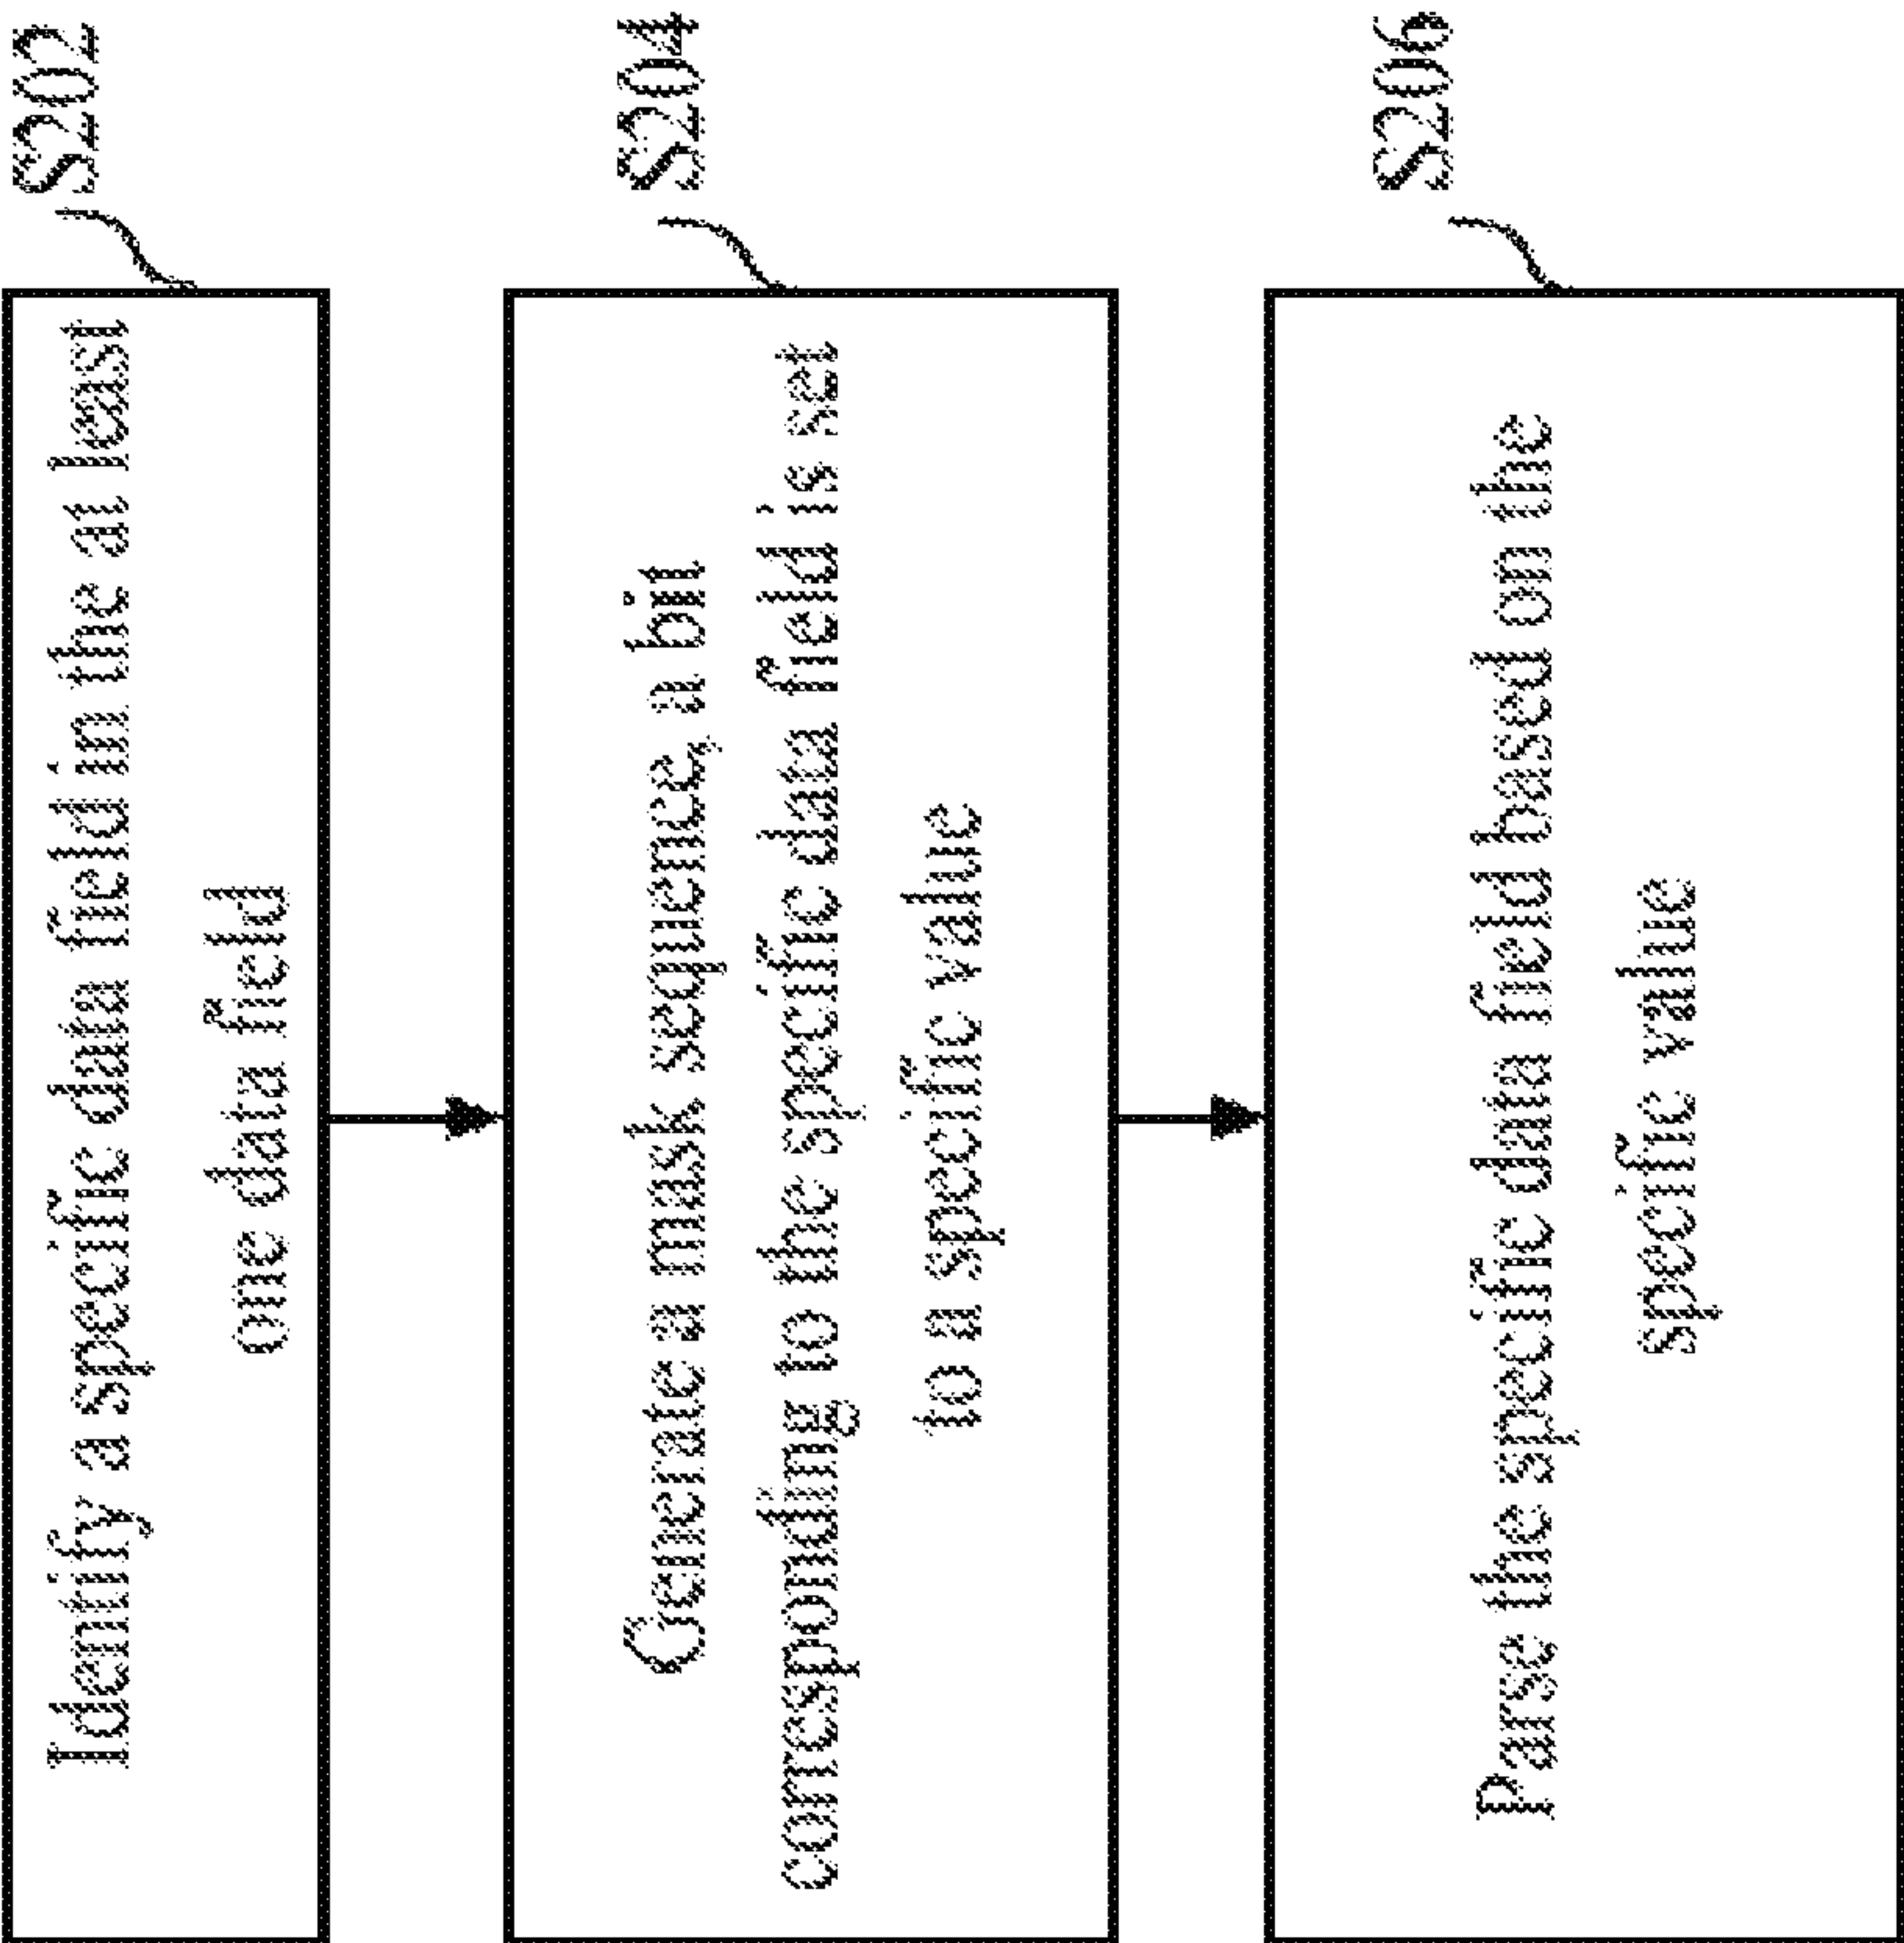 Identify a specific data field in the at least
one data field
S202
Generate a mask sequence, a bit
corresponding to the specific data field is set
to a specific value
S204
Parse the specific data field based on the
specific value
S206